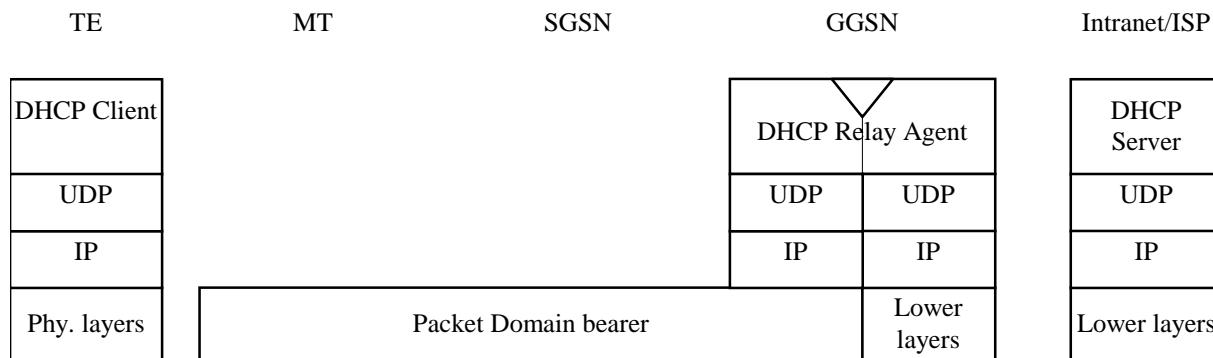 TE MT SGSN GGSN Intranet/ISP
DHCP Client
DHCP Relay Agent
DHCP
Server
UDP UDP UDP UDP
IP IP IP IP
Phy. layers Packet Domain bearer
Lower
layers
Lower layers